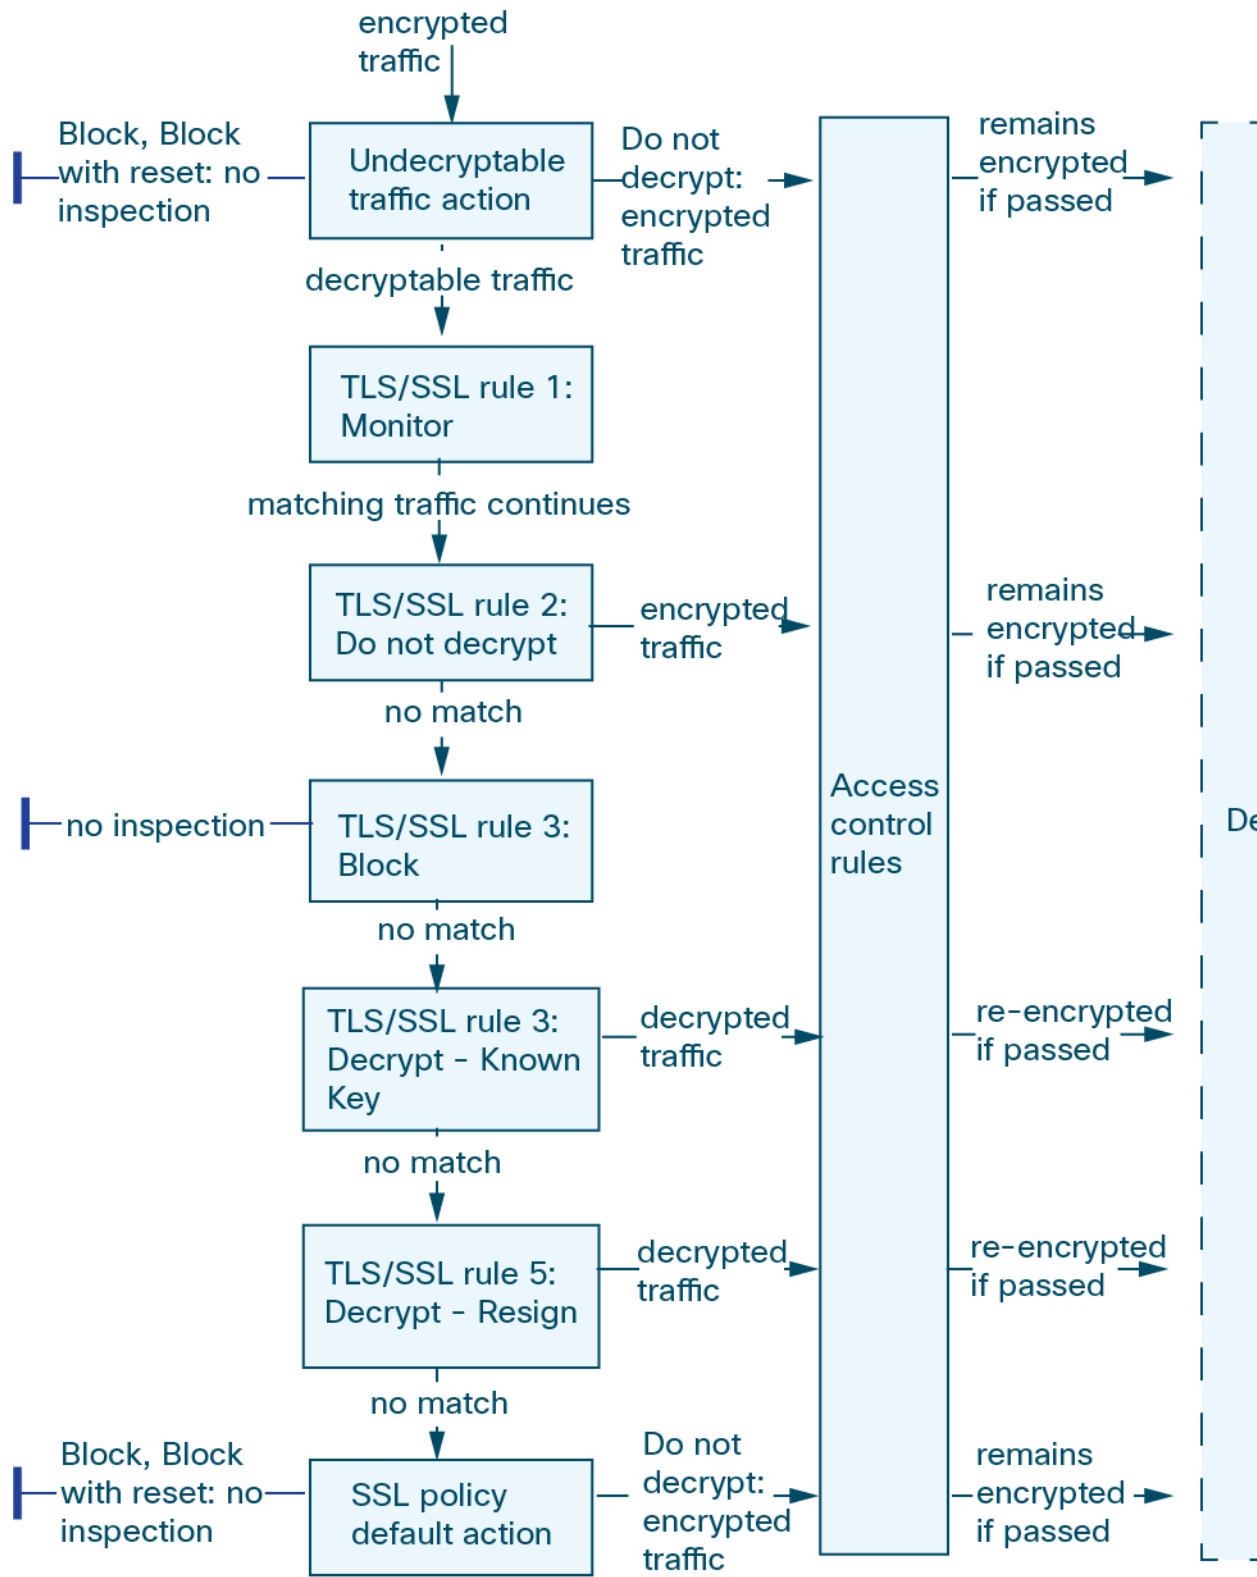 encrypted
traffic
Block, Block
with reset: no
inspection
Undecryptable
traffic action
Do not
decrypt:
encrypted
traffic
remains
encrypted
if passed
decryptable traffic
TLS/SSL rule 1:
Monitor
matching traffic continues
TLS/SSL rule 2:
Do not decrypt
encrypted
traffic
remains
encrypted
if passed
no match
no inspection
TLS/SSL rule 3:
Block
Access
control
rules
De
no match
TLS/SSL rule 3:
Decrypt - Known
Key
decrypted
traffic
re-encrypted
if passed
no match
TLS/SSL rule 5:
Decrypt - Resign
decrypted
traffic
re-encrypted
if passed
no match
Block, Block
with reset: no
inspection
SSL policy
default action
Do not
decrypt:
encrypted
traffic
remains
encrypted
if passed